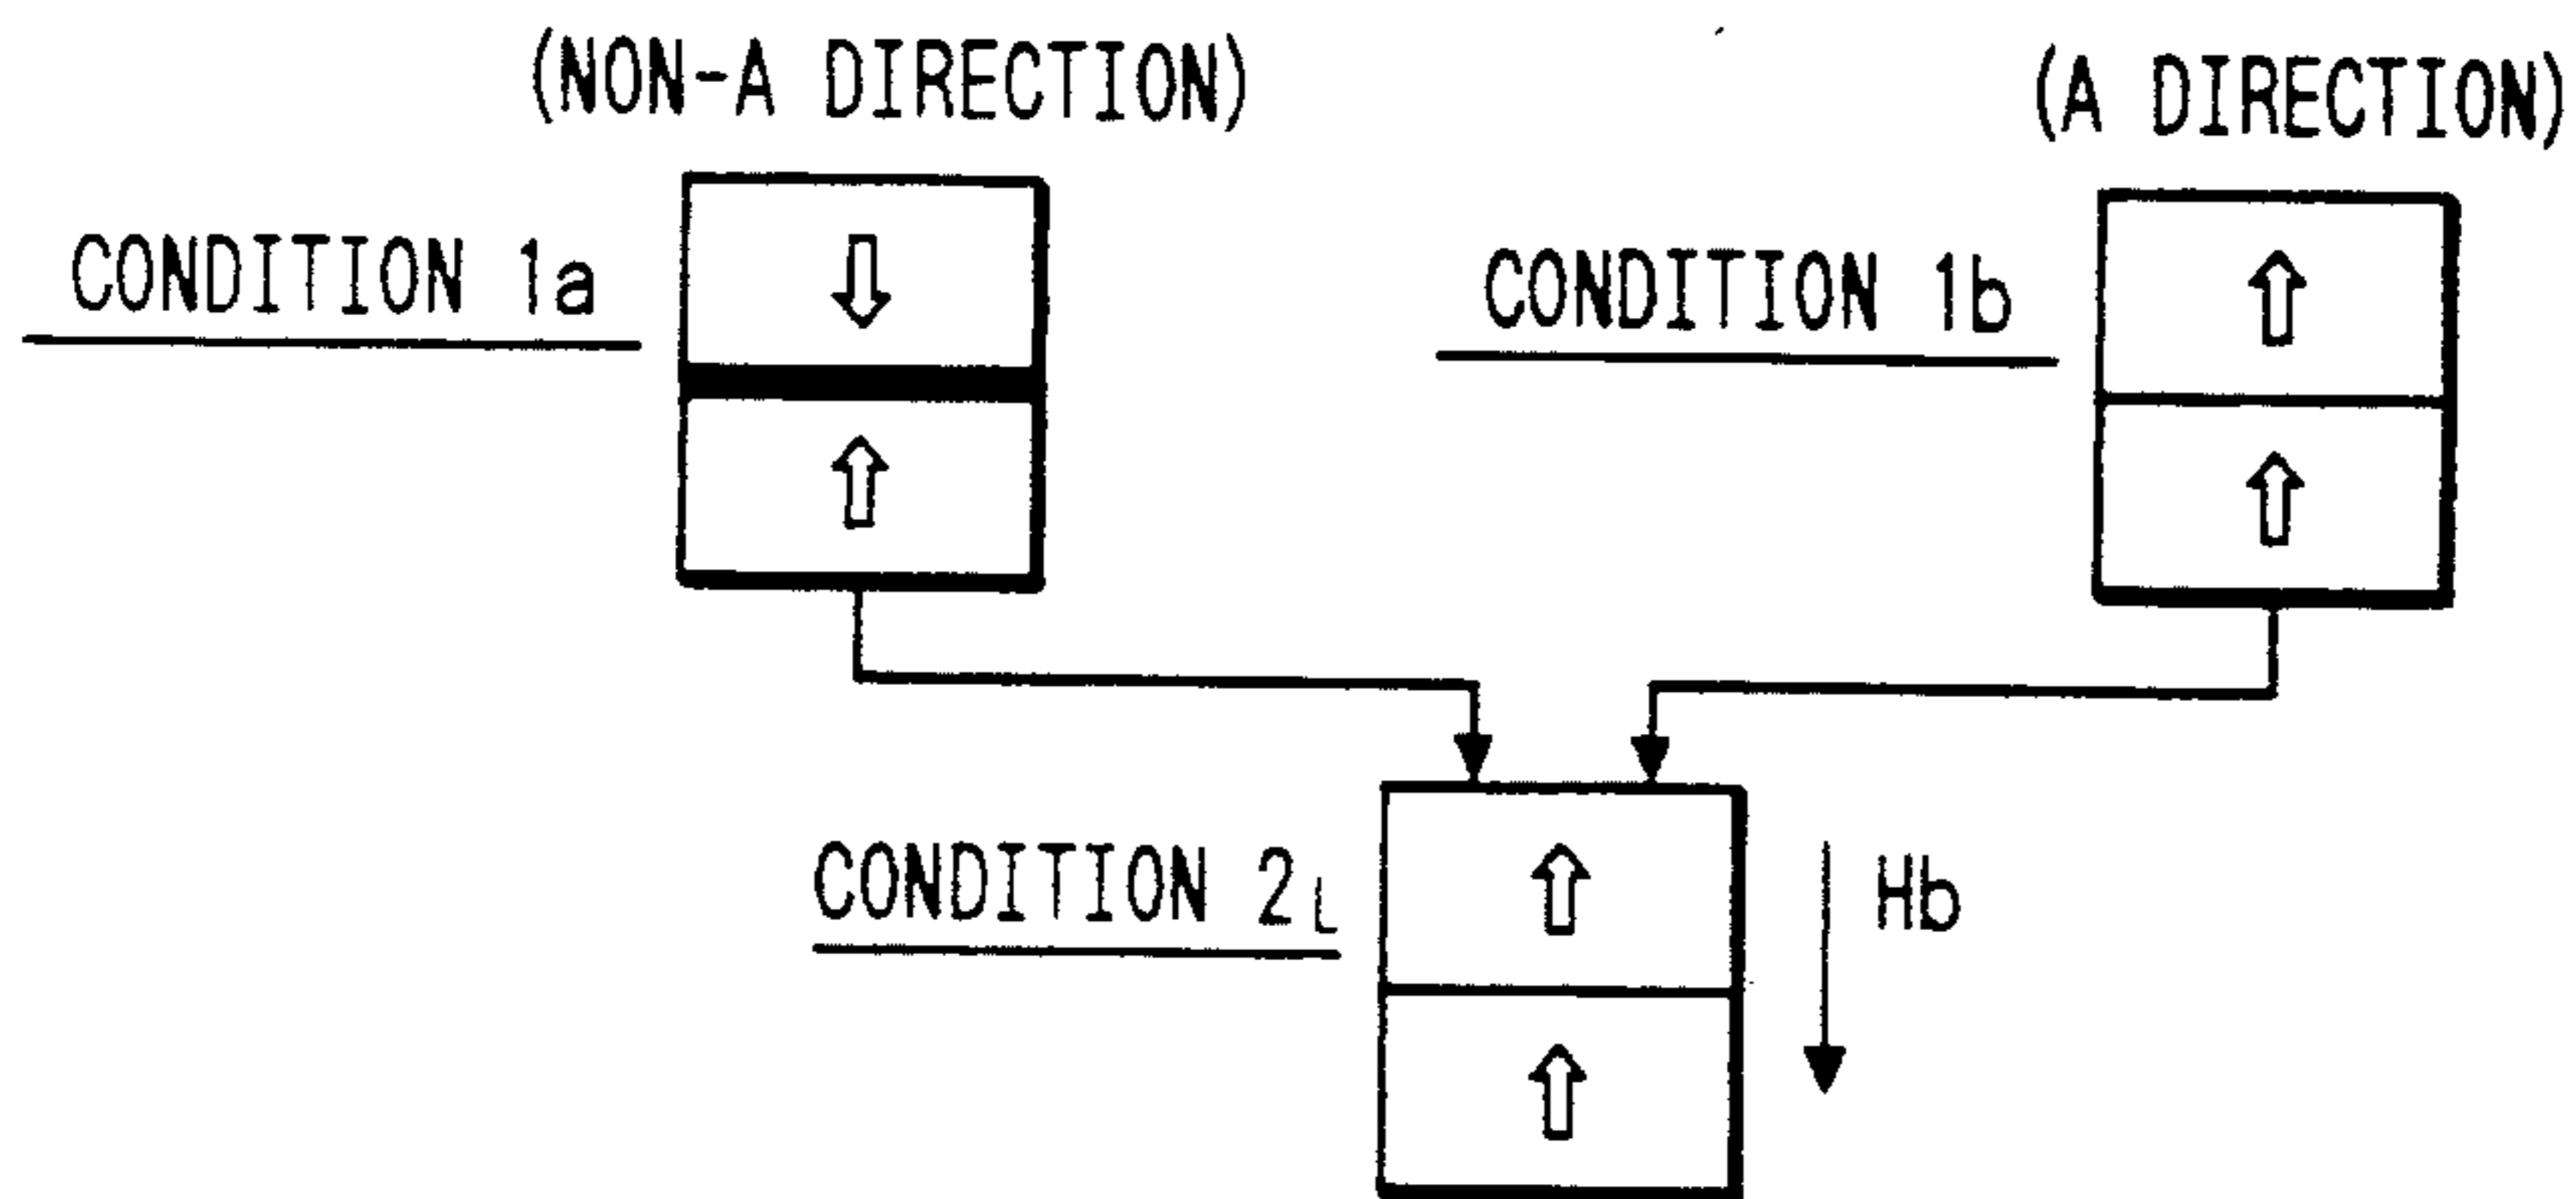 (NON-A DIRECTION)
(A DIRECTION)
CONDITION 1a
CONDITION 1b
CONDITION 2L
Hb